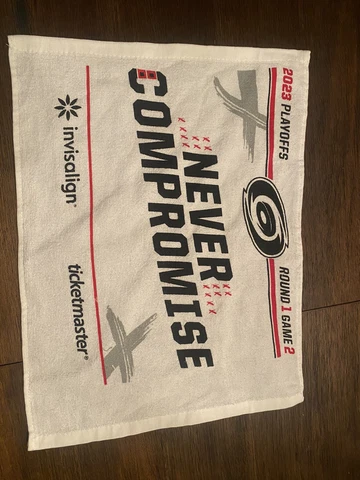 2023 PLAYOFFS ROUND 1 GAME 2
NEVER
COMPROMISE
invisalign® ticketmaster®